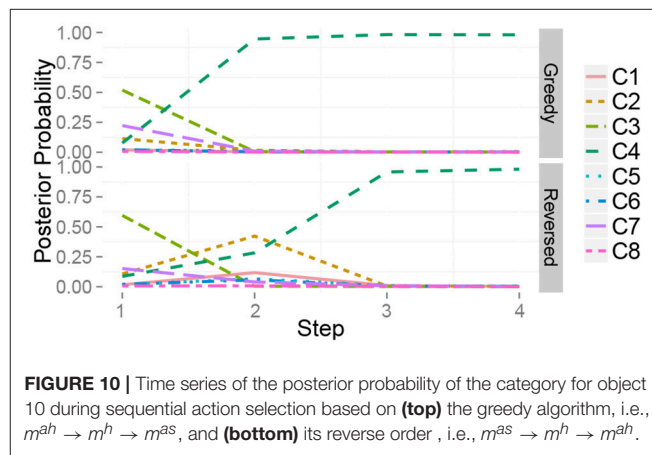 1.00
0.75
0.50
0.25
0.00
Greedy
1.00
0.75
0.50
0.25
0.00
Reversed
Posterior Probability
1 2 3 4
Step
C1
C2
C3
C4
C5
C6
C7
C8
FIGURE 10 | Time series of the posterior probability of the category for object
10 during sequential action selection based on (top) the greedy algorithm, i.e.,
m^ah → m^h → m^as, and (bottom) its reverse order , i.e., m^as → m^h → m^ah.